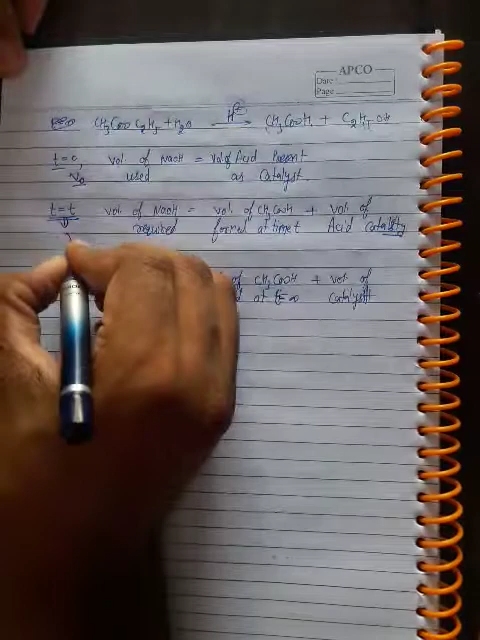 APCO
Date :
Page
CH3COOC2H5 + H2O H⊕ → CH3COOH + C2H5OH
t=0, vol of NaOH = vol of Acid Present
V0 used as Catalyst.
t=t vol. of NaOH = vol. of CH3COOH + vol. of
required formed at time t Acid catalyst
of CH3COOH + vol. of
at t=∞ catalyst